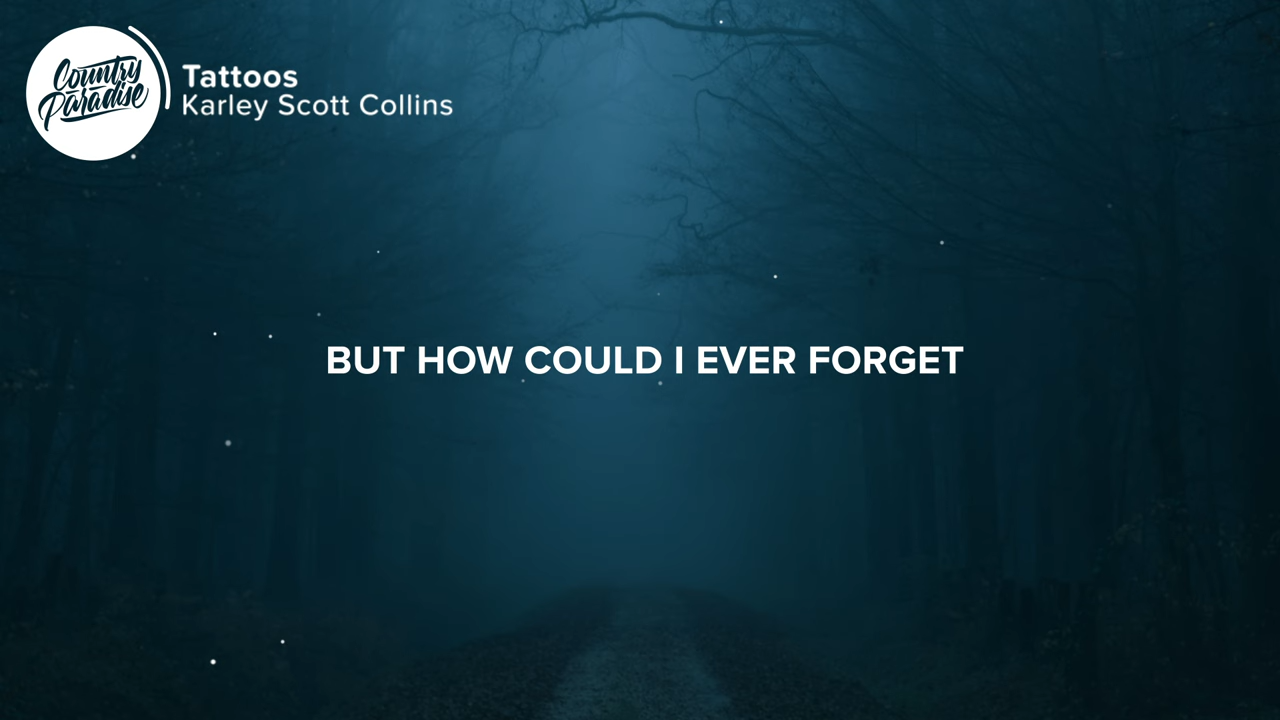 Country
Paradise
Tattoos
Karley Scott Collins
BUT HOW COULD I EVER FORGET